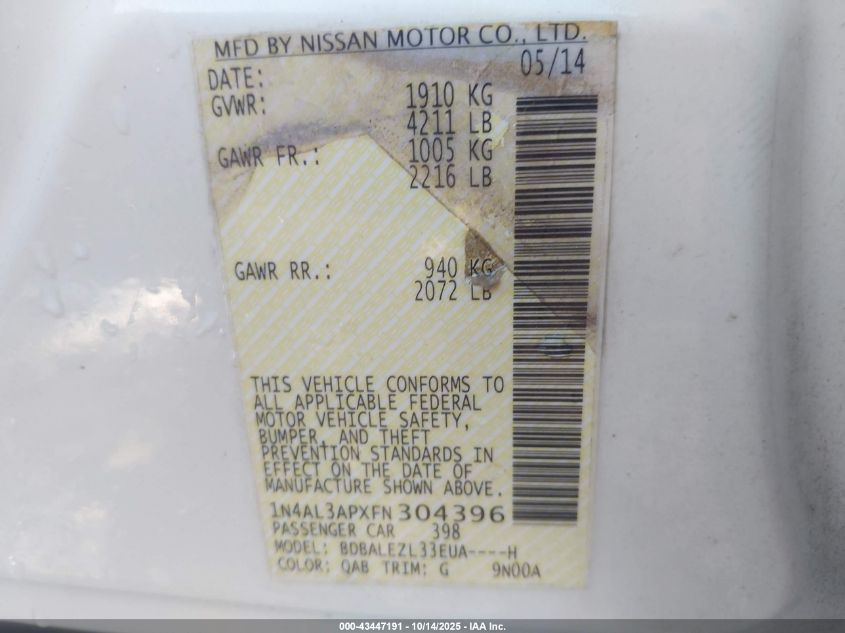 MFD BY NISSAN MOTOR CO., LTD.
DATE: 05/14
GVWR: 1910 KG
4211 LB
GAWR FR.: 1005 KG
2216 LB
GAWR RR.: 940 KG
2072 LB
THIS VEHICLE CONFORMS TO
ALL APPLICABLE FEDERAL
MOTOR VEHICLE SAFETY,
BUMPER, AND THEFT
PREVENTION STANDARDS IN
EFFECT ON THE DATE OF
MANUFACTURE SHOWN ABOVE.
1N4AL3APXFN304396
PASSENGER CAR 398
MODEL: BDBALEZL33EUA----H
COLOR: QAB TRIM: G 9N00A
000-43447191 - 10/14/2025 - IAA Inc.